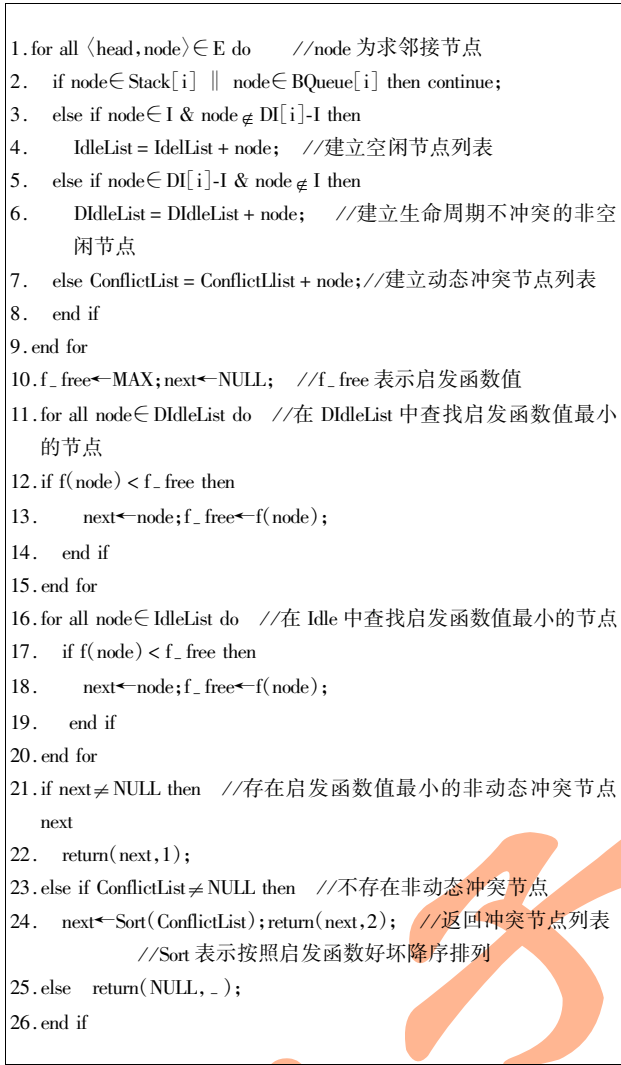 1.for all ⟨head,node⟩∈E do //node 为求邻接节点
2. if node∈Stack[i] ‖ node∈BQueue[i] then continue;
3. else if node∈I & node∉DI[i]-I then
4. IdleList = IdelList + node; //建立空闲节点列表
5. else if node∈DI[i]-I & node∉I then
6. DIdleList = DIdleList + node; //建立生命周期不冲突的非空
闲节点
7. else ConflictList = ConflictLlist + node;//建立动态冲突节点列表
8. end if
9.end for
10.f_free←MAX;next←NULL; //f_free 表示启发函数值
11.for all node∈DIdleList do //在 DIdleList 中查找启发函数值最小
的节点
12.if f(node) < f_free then
13. next←node;f_free←f(node);
14. end if
15.end for
16.for all node∈IdleList do //在 Idle 中查找启发函数值最小的节点
17. if f(node) < f_free then
18. next←node;f_free←f(node);
19. end if
20.end for
21.if next≠NULL then //存在启发函数值最小的非动态冲突节点
next
22. return(next,1);
23.else if ConflictList≠NULL then //不存在非动态冲突节点
24. next←Sort(ConflictList);return(next,2); //返回冲突节点列表
//Sort 表示按照启发函数好坏降序排列
25.else return(NULL,_);
26.end if